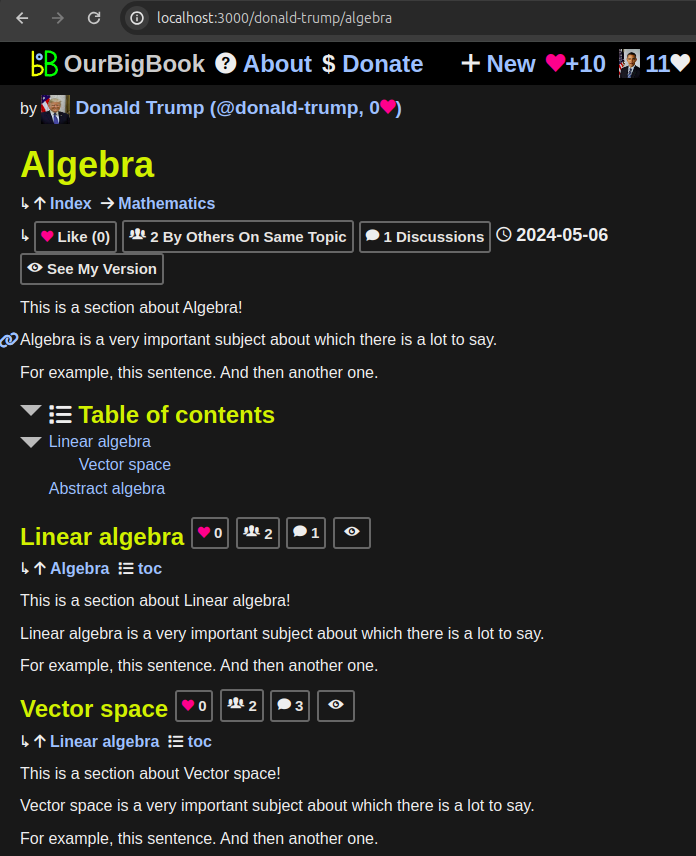 localhost:3000/donald-trump/algebra
OurBigBook About $ Donate + New +10 11
by Donald Trump (@donald-trump, 0)
Algebra
↳ ↑ Index → Mathematics
↳ Like (0) 2 By Others On Same Topic 1 Discussions 2024-05-06
See My Version
This is a section about Algebra!
Algebra is a very important subject about which there is a lot to say.
For example, this sentence. And then another one.
Table of contents
Linear algebra
Vector space
Abstract algebra
Linear algebra 0 2 1
↳ ↑ Algebra toc
This is a section about Linear algebra!
Linear algebra is a very important subject about which there is a lot to say.
For example, this sentence. And then another one.
Vector space 0 2 3
↳ ↑ Linear algebra toc
This is a section about Vector space!
Vector space is a very important subject about which there is a lot to say.
For example, this sentence. And then another one.